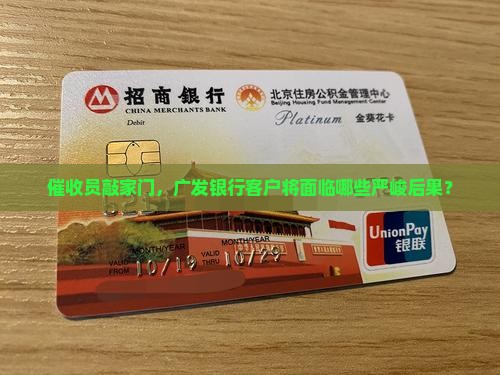 招商银行
CHINA MERCHANTS BANK
Debit
北京住房公积金管理中心
Beijing Housing Fund Management Center
Platinum 金葵花卡
催收员敲家门，广发银行客户将面临哪些严峻后果？
MONTH/YEAR MONTH/YEAR
VALID FROM 10/19 VALID THRU 10/29
UnionPay
银联